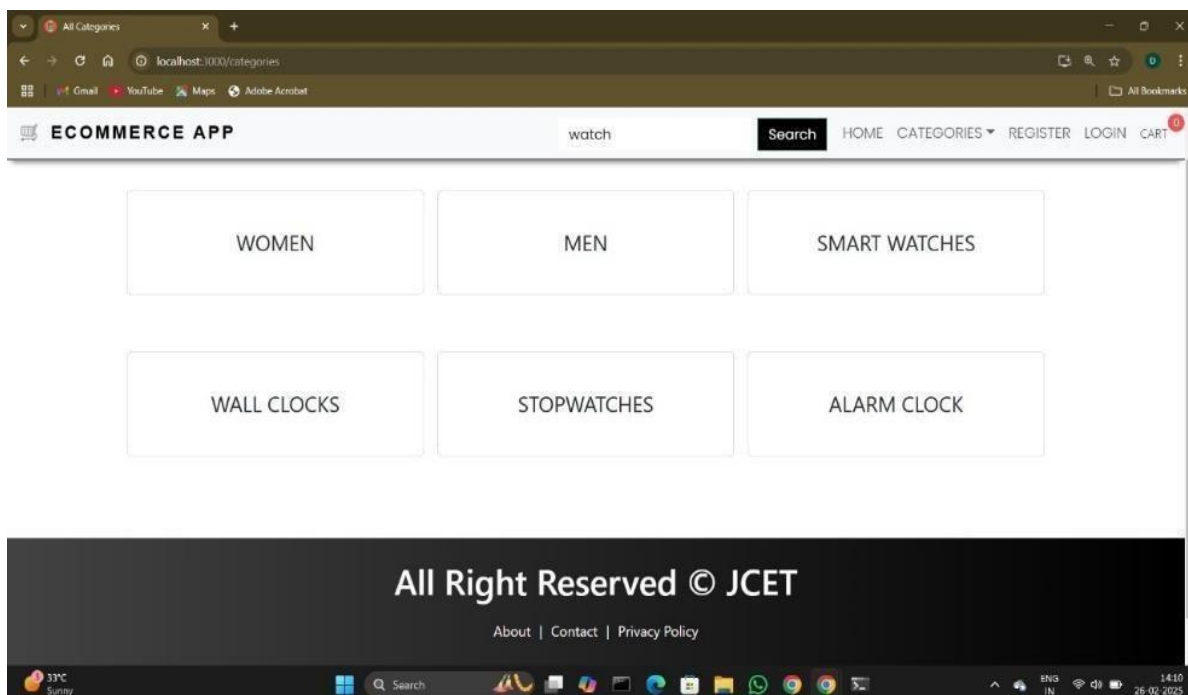 All Categories
localhost:3000/categories
Gmail YouTube Maps Adobe Acrobat All Bookmarks
ECOMMERCE APP watch Search HOME CATEGORIES REGISTER LOGIN CART 0
WOMEN MEN SMART WATCHES
WALL CLOCKS STOPWATCHES ALARM CLOCK
All Right Reserved © JCET
About | Contact | Privacy Policy
33°C Search ENG 14:10
Sunny IN 26-02-2025